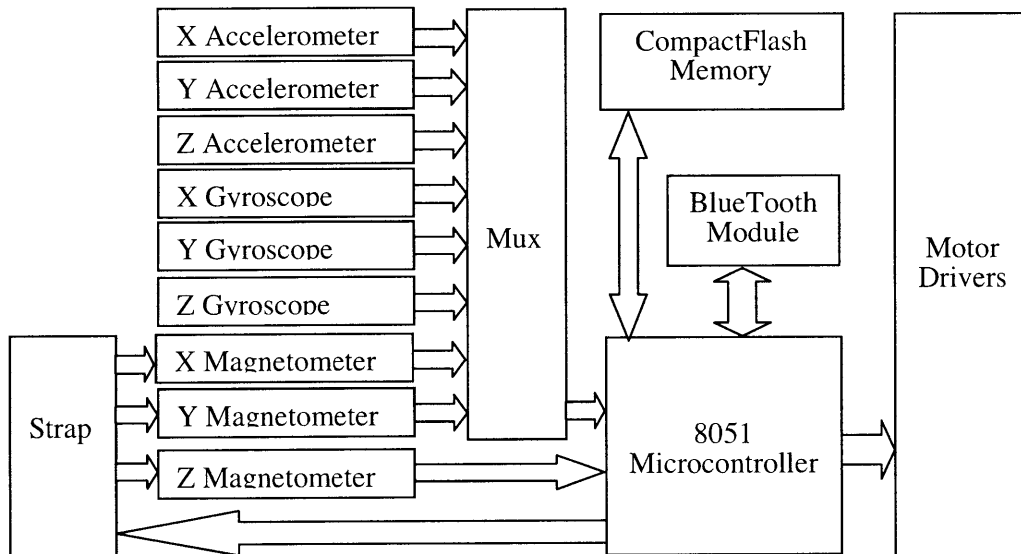 X Accelerometer
Y Accelerometer
Z Accelerometer
X Gyroscope
Y Gyroscope
Z Gyroscope
X Magnetometer
Y Magnetometer
Z Magnetometer
Strap
Mux
CompactFlash
Memory
BlueTooth
Module
8051
Microcontroller
Motor
Drivers